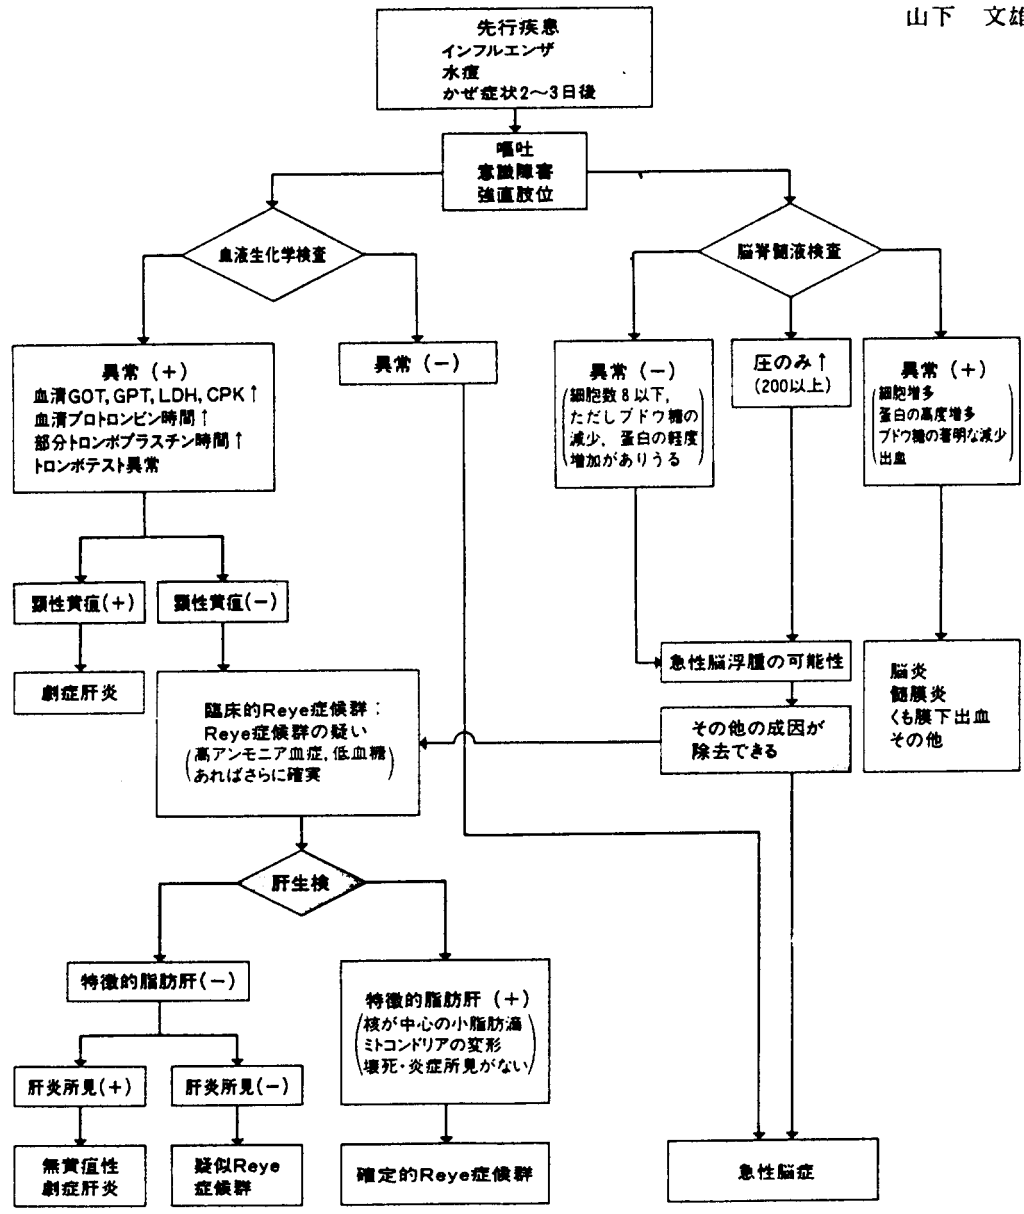 山下　文雄
先行疾患
インフルエンザ
水痘
かぜ症状2〜3日後
嘔吐
意識障害
強直肢位
血液生化学検査
脳脊髄液検査
異常（＋）
血清GOT, GPT, LDH, CPK↑
血清プロトロンビン時間↑
部分トロンボプラスチン時間↑
トロンボテスト異常
異常（－）
異常（－）
（細胞数8以下,
ただしブドウ糖の
減少, 蛋白の軽度
増加がありうる）
圧のみ↑
（200以上）
異常（＋）
（細胞増多
蛋白の高度増多
ブドウ糖の著明な減少
出血）
顕性黄疸（＋）
顕性黄疸（－）
劇症肝炎
臨床的Reye症候群：
Reye症候群の疑い
（高アンモニア血症, 低血糖
あればさらに確実）
急性脳浮腫の可能性
その他の成因が
除去できる
脳炎
髄膜炎
くも膜下出血
その他
肝生検
特徴的脂肪肝（－）
特徴的脂肪肝（＋）
（核が中心の小脂肪滴
ミトコンドリアの変形
壊死・炎症所見がない）
肝炎所見（＋）
肝炎所見（－）
無黄疸性
劇症肝炎
疑似Reye
症候群
確定的Reye症候群
急性脳症